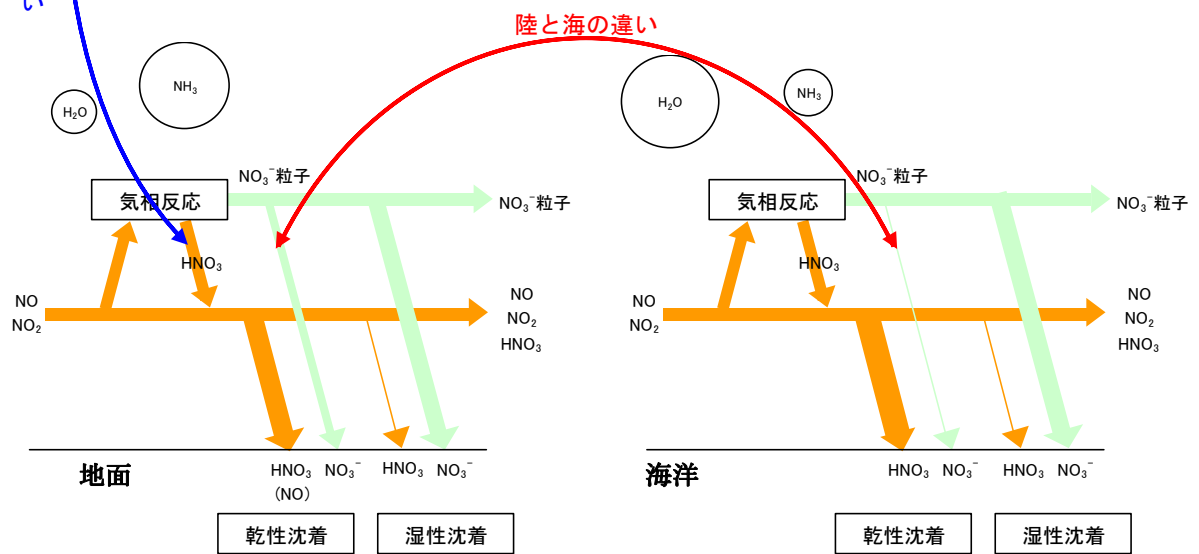 い
陸と海の違い
H₂O
NH₃
H₂O
NH₃
気相反応
NO₃⁻粒子
NO₃⁻粒子
HNO₃
NO
NO₂
NO
NO₂
HNO₃
地面
HNO₃
(NO)
NO₃⁻
HNO₃
NO₃⁻
乾性沈着
湿性沈着
気相反応
NO₃⁻粒子
NO₃⁻粒子
HNO₃
NO
NO₂
NO
NO₂
HNO₃
海洋
HNO₃
NO₃⁻
HNO₃
NO₃⁻
乾性沈着
湿性沈着